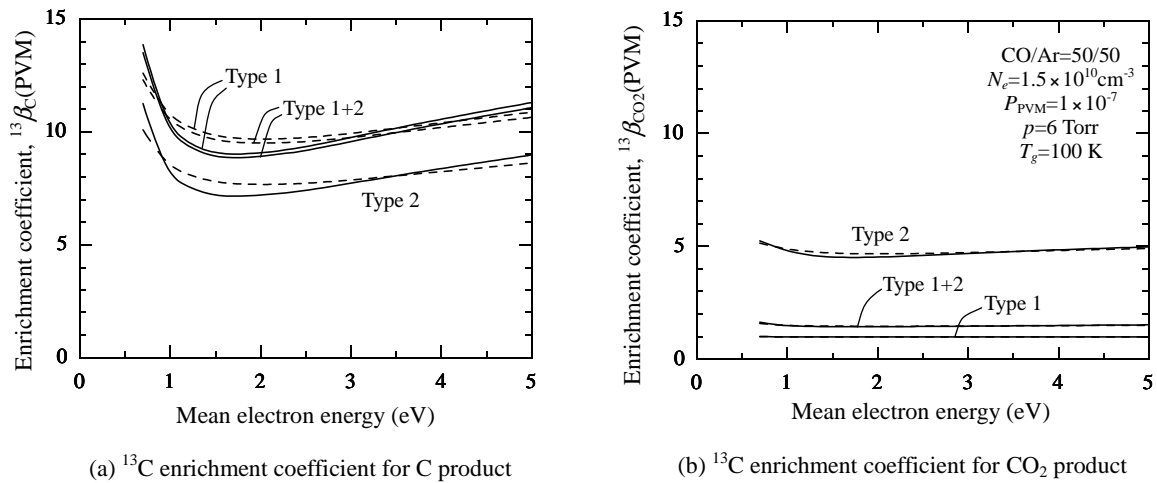 Enrichment coefficient, ¹³β_C(PVM)
15
10
5
0
0 1 2 3 4 5
Type 1
Type 1+2
Type 2
Mean electron energy (eV)
(a) ¹³C enrichment coefficient for C product
Enrichment coefficient, ¹³β_CO2(PVM)
15
10
5
0
0 1 2 3 4 5
CO/Ar=50/50
N_e=1.5×10¹⁰cm⁻³
P_PVM=1×10⁻⁷
p=6 Torr
T_g=100 K
Type 2
Type 1+2
Type 1
Mean electron energy (eV)
(b) ¹³C enrichment coefficient for CO₂ product